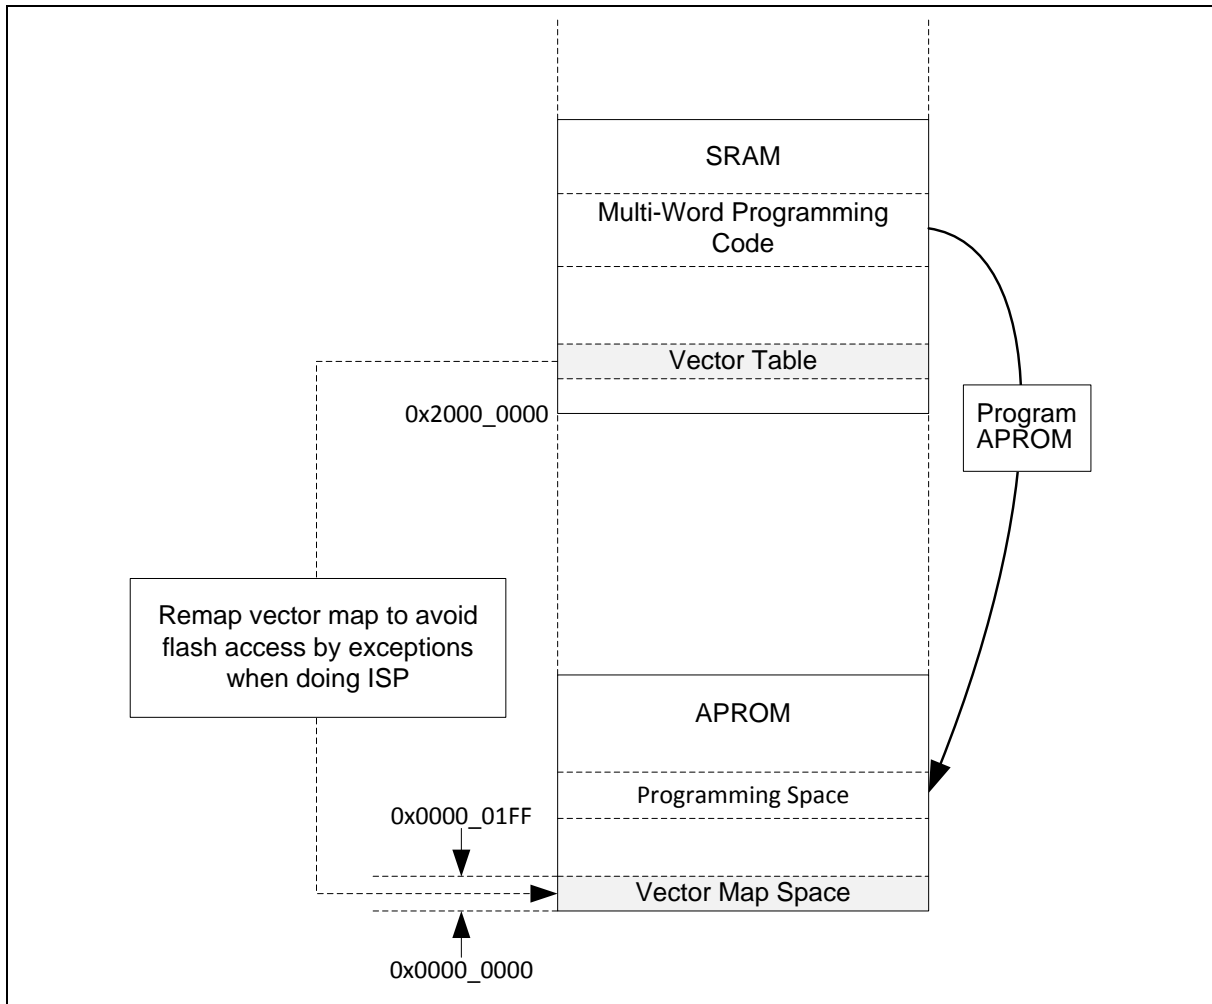 SRAM
Multi-Word Programming
Code
Vector Table
0x2000_0000
Program
APROM
Remap vector map to avoid
flash access by exceptions
when doing ISP
APROM
Programming Space
0x0000_01FF
Vector Map Space
0x0000_0000